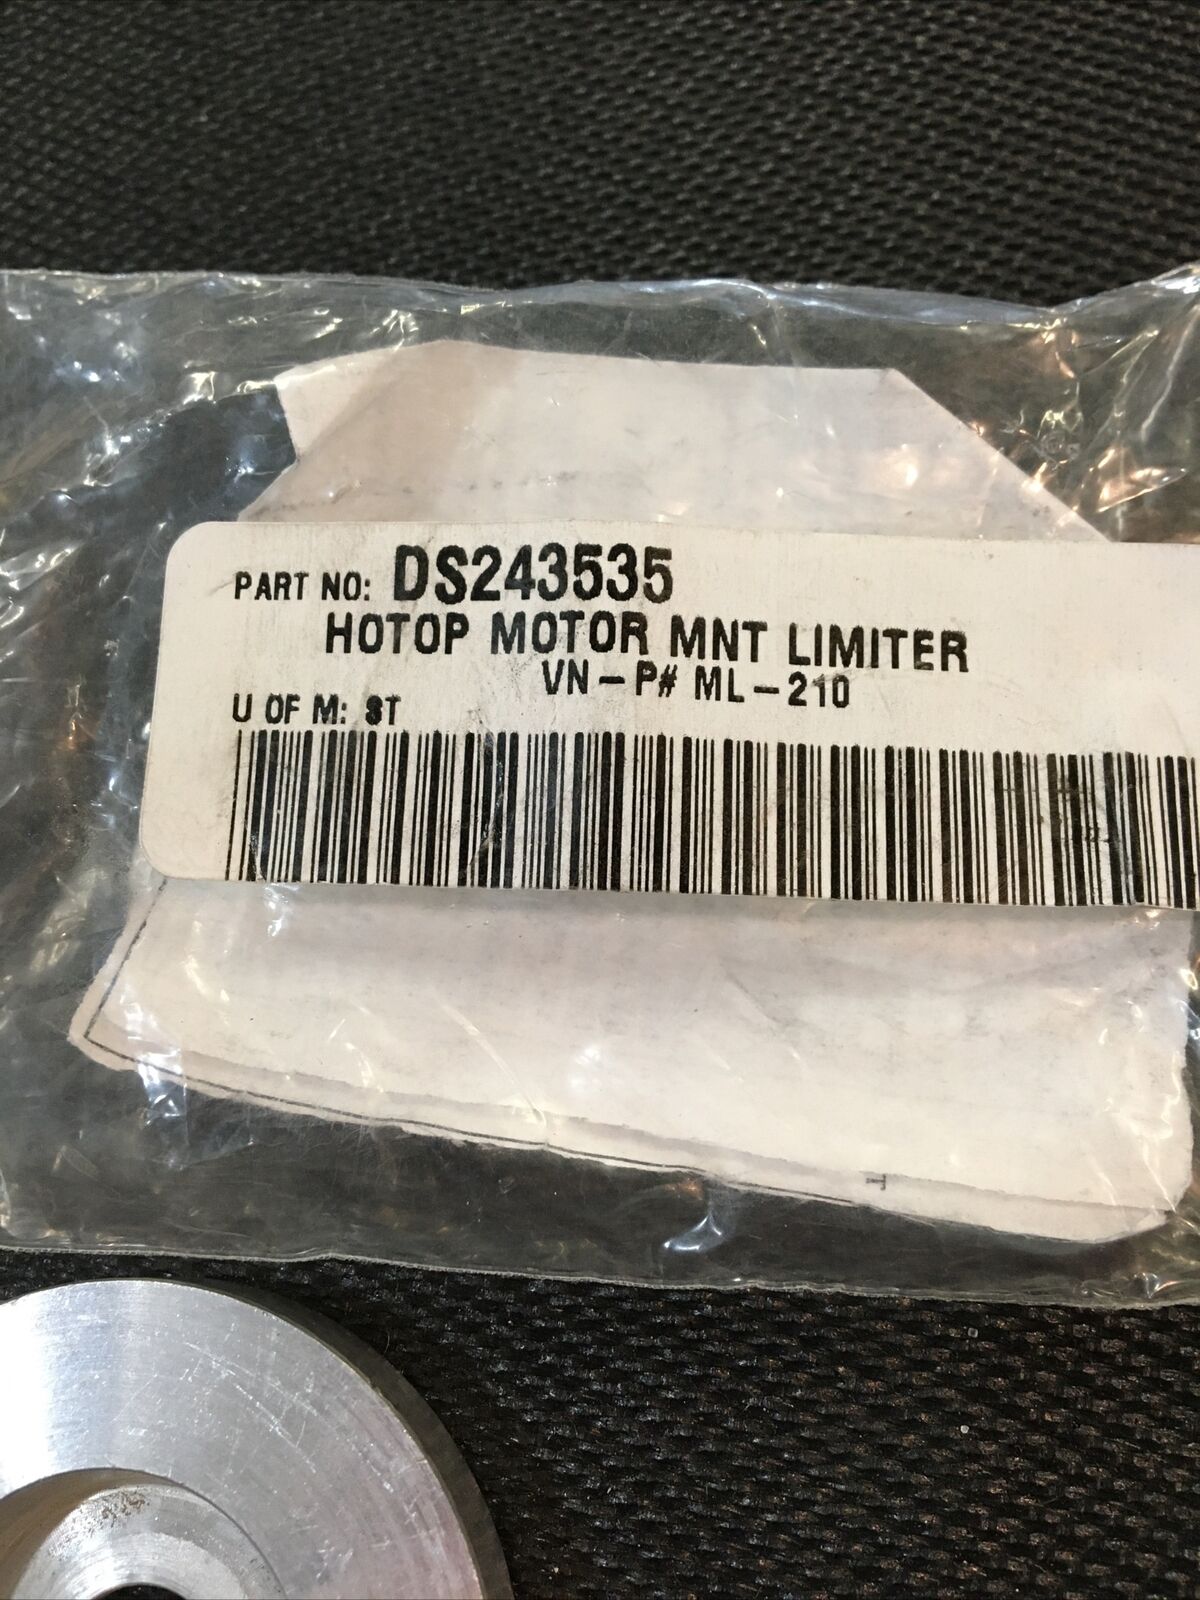 PART NO: DS243535
HOTOP MOTOR MNT LIMITER
VN-P# ML-210
U OF M: ST
T